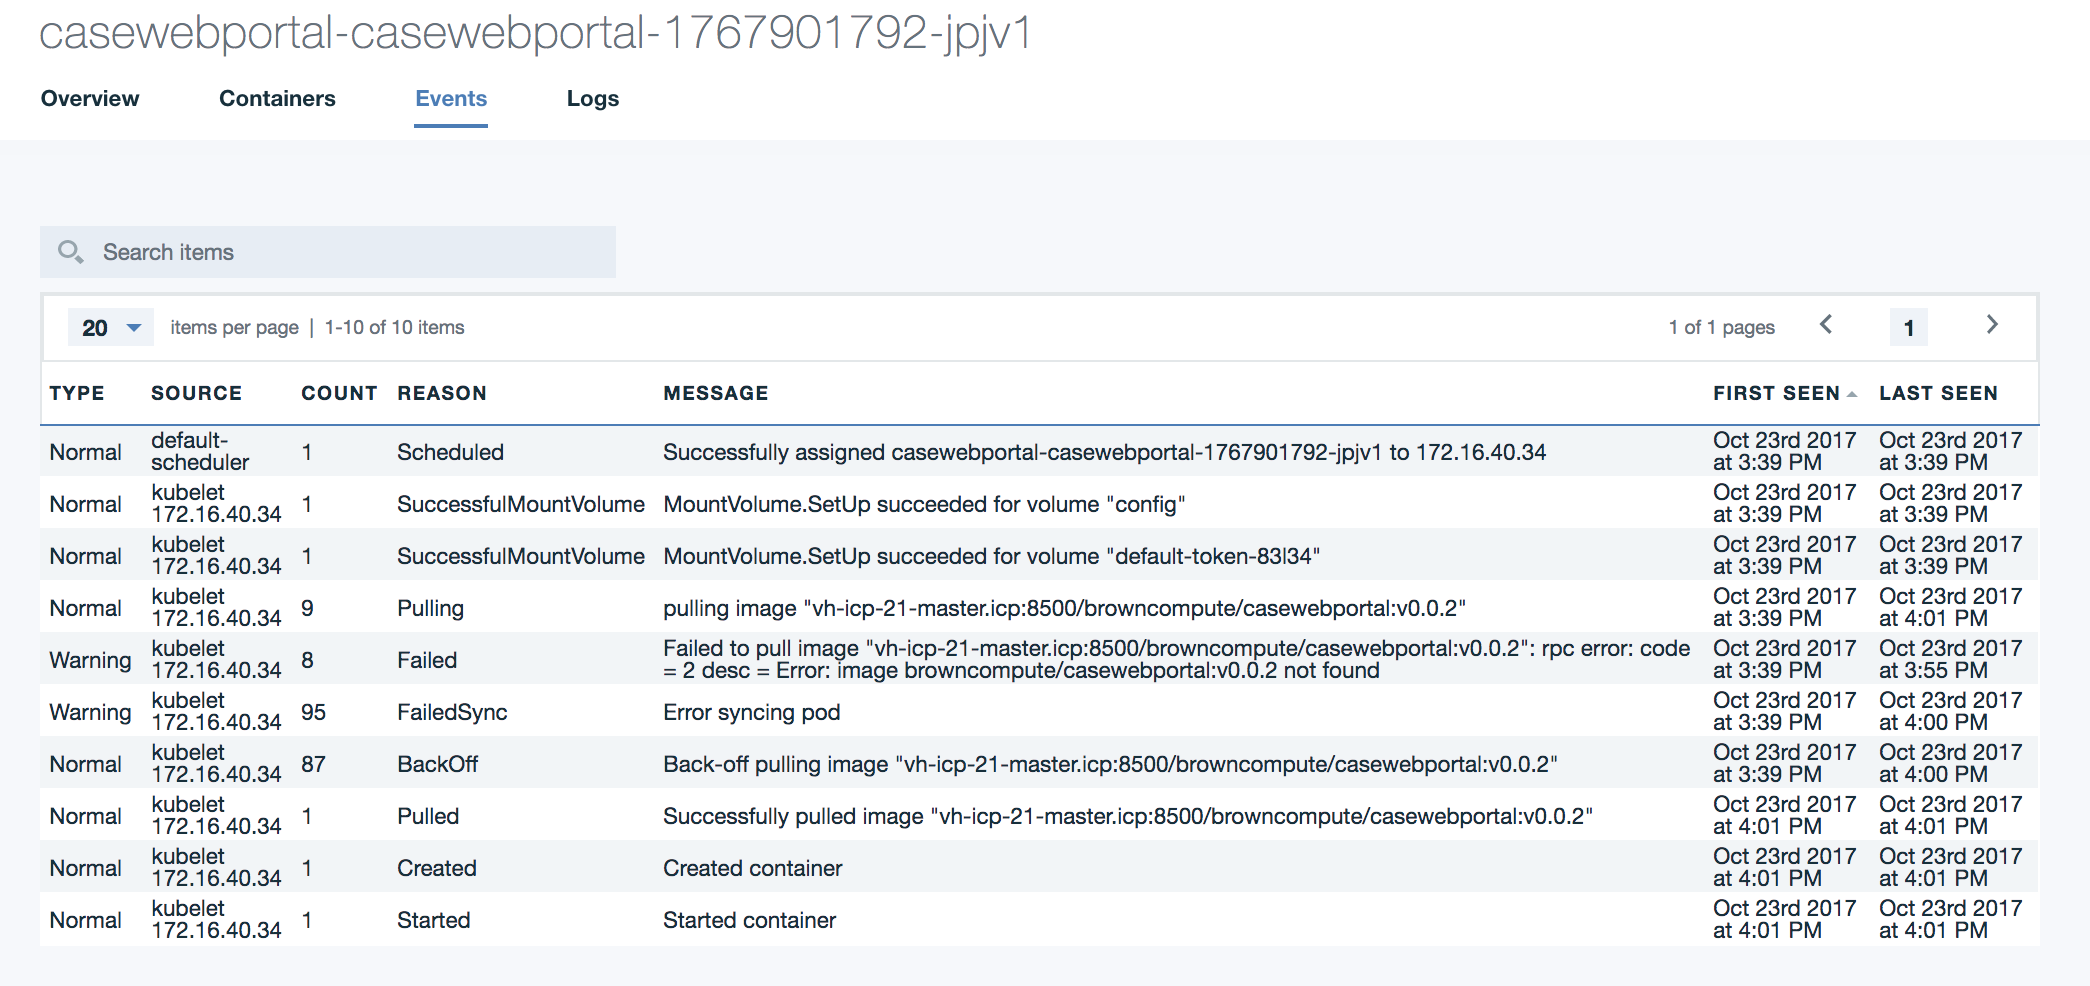 casewebportal-casewebportal-1767901792-jpjv1
Overview Containers Events Logs
Search items
20 items per page | 1-10 of 10 items 1 of 1 pages 1
TYPE SOURCE COUNT REASON MESSAGE FIRST SEEN LAST SEEN
Normal default-scheduler 1 Scheduled Successfully assigned casewebportal-casewebportal-1767901792-jpjv1 to 172.16.40.34 Oct 23rd 2017 at 3:39 PM Oct 23rd 2017 at 3:39 PM
Normal kubelet 172.16.40.34 1 SuccessfulMountVolume MountVolume.SetUp succeeded for volume "config" Oct 23rd 2017 at 3:39 PM Oct 23rd 2017 at 3:39 PM
Normal kubelet 172.16.40.34 1 SuccessfulMountVolume MountVolume.SetUp succeeded for volume "default-token-83l34" Oct 23rd 2017 at 3:39 PM Oct 23rd 2017 at 3:39 PM
Normal kubelet 172.16.40.34 9 Pulling pulling image "vh-icp-21-master.icp:8500/browncompute/casewebportal:v0.0.2" Oct 23rd 2017 at 3:39 PM Oct 23rd 2017 at 4:01 PM
Warning kubelet 172.16.40.34 8 Failed Failed to pull image "vh-icp-21-master.icp:8500/browncompute/casewebportal:v0.0.2": rpc error: code = 2 desc = Error: image browncompute/casewebportal:v0.0.2 not found Oct 23rd 2017 at 3:39 PM Oct 23rd 2017 at 3:55 PM
Warning kubelet 172.16.40.34 95 FailedSync Error syncing pod Oct 23rd 2017 at 3:39 PM Oct 23rd 2017 at 4:00 PM
Normal kubelet 172.16.40.34 87 BackOff Back-off pulling image "vh-icp-21-master.icp:8500/browncompute/casewebportal:v0.0.2" Oct 23rd 2017 at 3:39 PM Oct 23rd 2017 at 4:00 PM
Normal kubelet 172.16.40.34 1 Pulled Successfully pulled image "vh-icp-21-master.icp:8500/browncompute/casewebportal:v0.0.2" Oct 23rd 2017 at 4:01 PM Oct 23rd 2017 at 4:01 PM
Normal kubelet 172.16.40.34 1 Created Created container Oct 23rd 2017 at 4:01 PM Oct 23rd 2017 at 4:01 PM
Normal kubelet 172.16.40.34 1 Started Started container Oct 23rd 2017 at 4:01 PM Oct 23rd 2017 at 4:01 PM